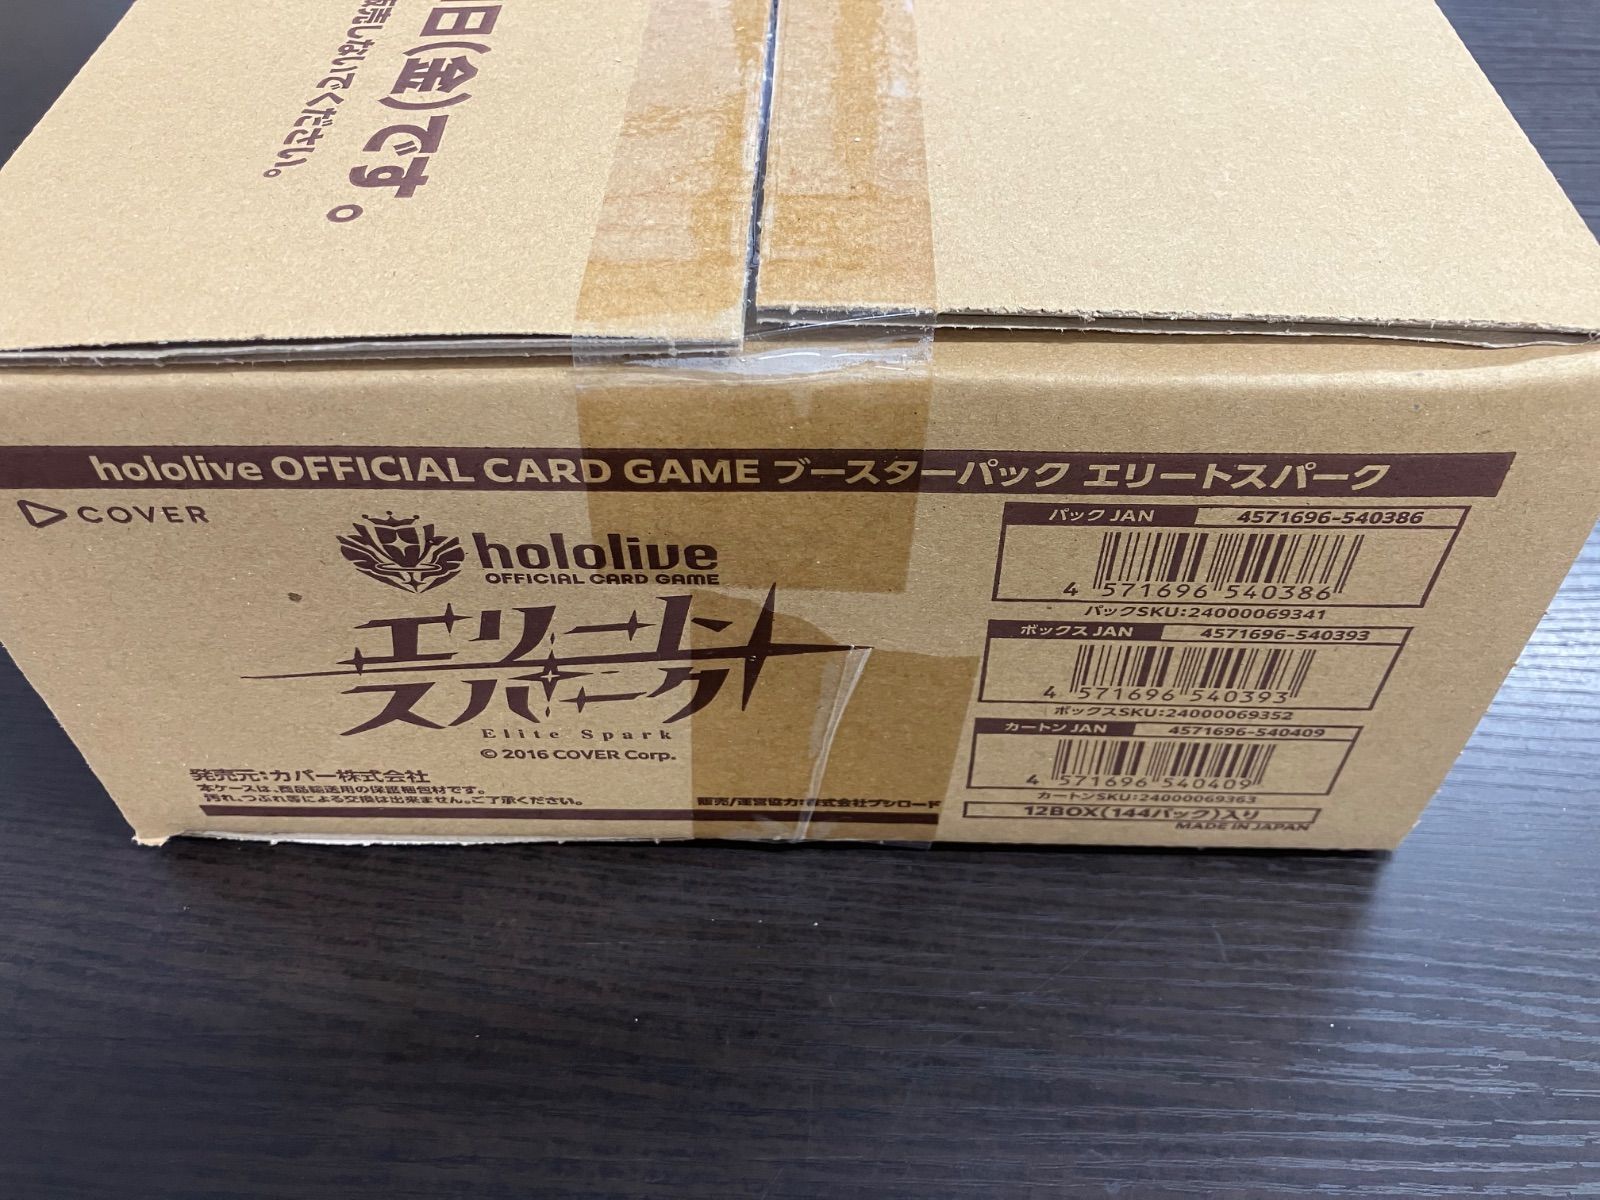 日(金)です。
販売しないでください。
hololive OFFICIAL CARD GAME ブースターパック エリートスパーク
COVER
hololive
OFFICIAL CARD GAME
エリート
スパーク
Elite Spark
© 2016 COVER Corp.
発売元：カバー株式会社
本ケースは、商品輸送用の保護梱包材です。
汚れ、つぶれ等による交換は出来ません。ご了承ください。
販売/運営協力：株式会社ブシロード
パック JAN 4571696-540386
4 571696 540386
パックSKU：24000069341
ボックス JAN 4571696-540393
4 571696 540393
ボックスSKU：24000069352
カートン JAN 4571696-540409
4 571696 540409
カートンSKU：24000069363
12BOX(144パック)入り
MADE IN JAPAN